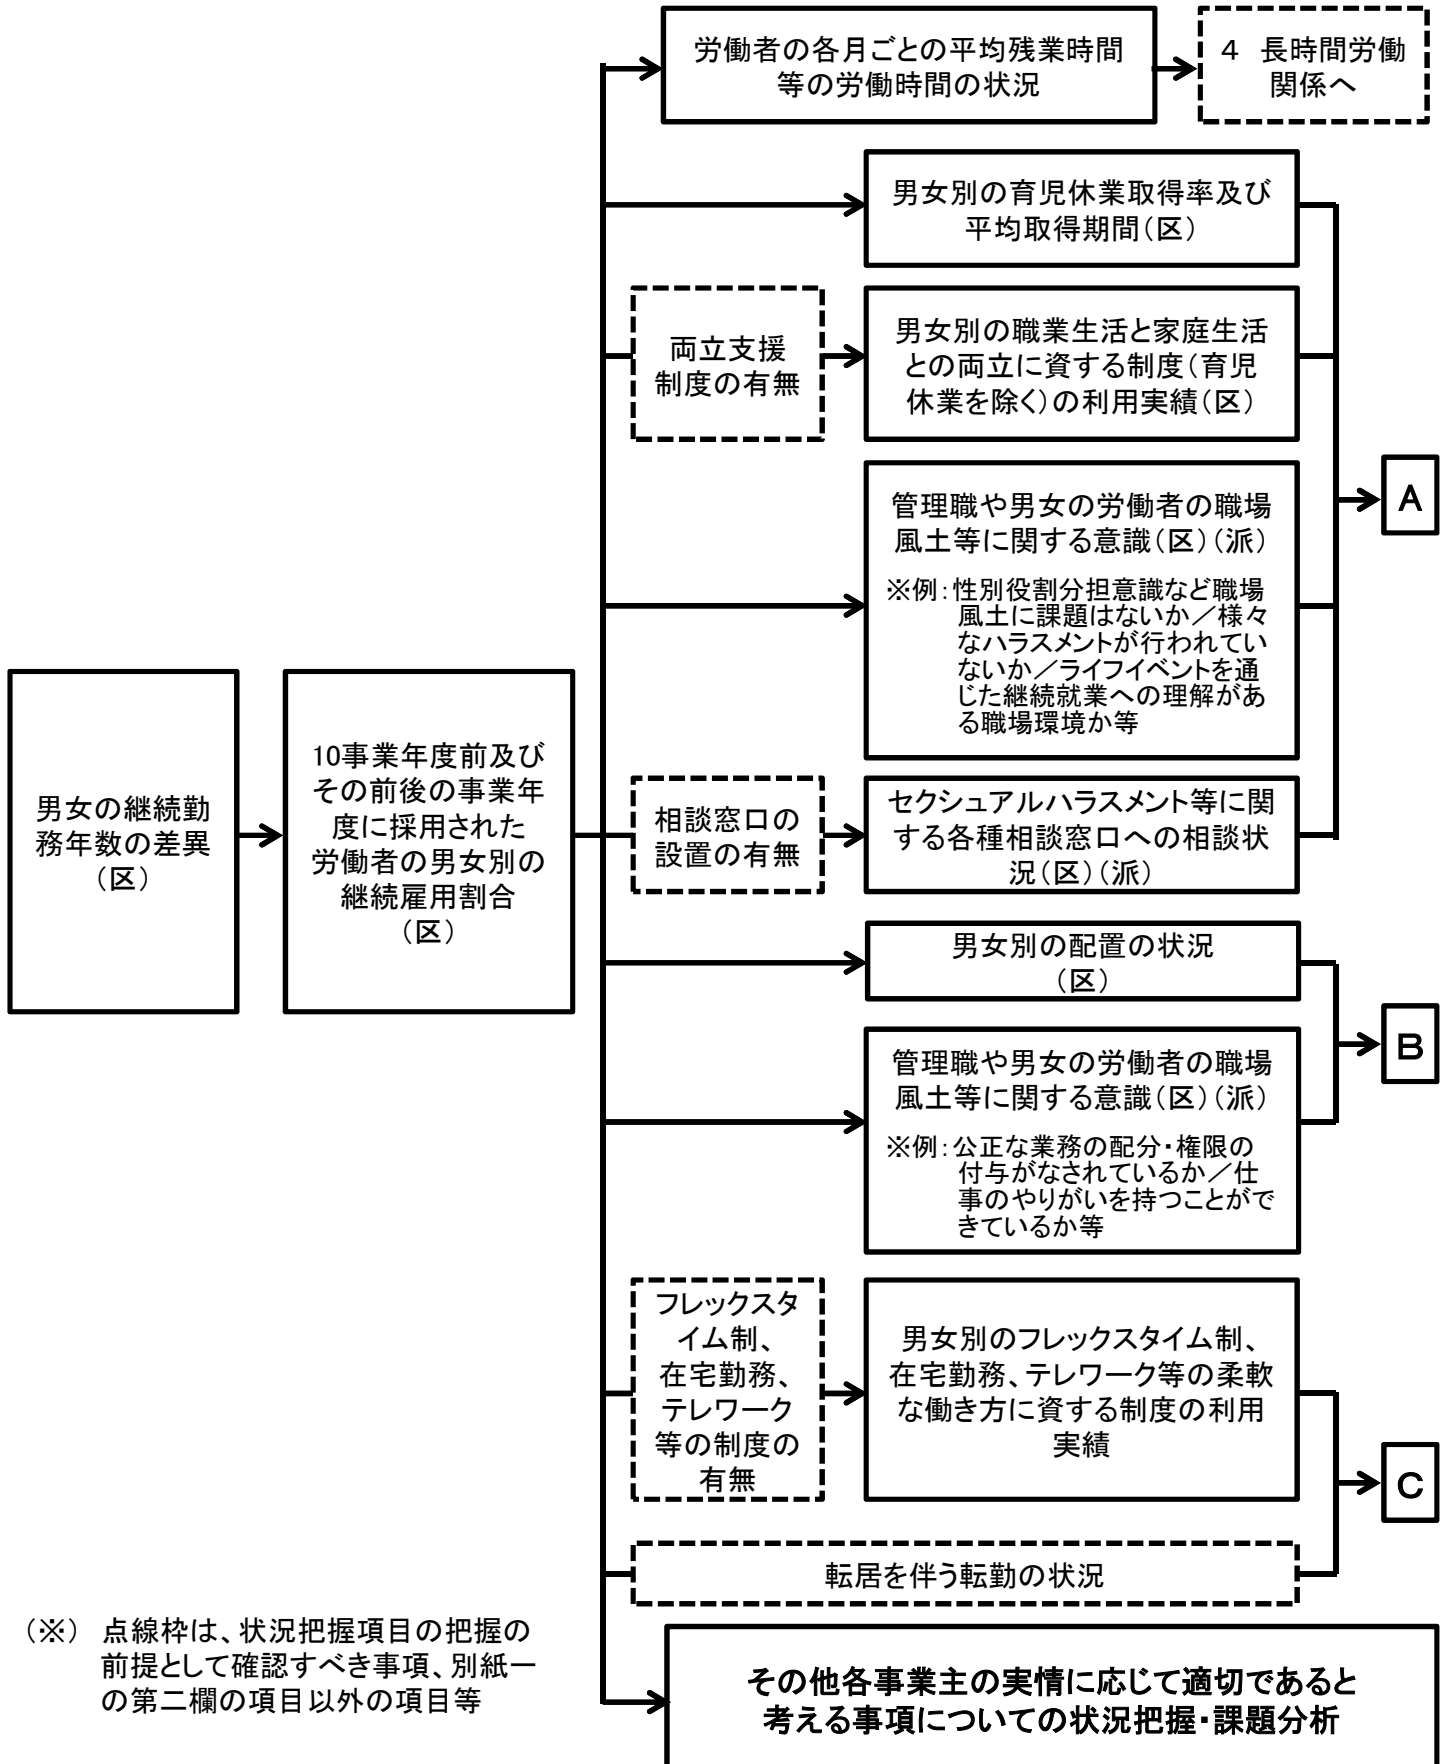 労働者の各月ごとの平均残業時間
等の労働時間の状況
4 長時間労働
関係へ
男女別の育児休業取得率及び
平均取得期間(区)
両立支援
制度の有無
男女別の職業生活と家庭生活
との両立に資する制度(育児
休業を除く)の利用実績(区)
管理職や男女の労働者の職場
風土等に関する意識(区)(派)
※例:性別役割分担意識など職場
風土に課題はないか/様々
なハラスメントが行われてい
ないか/ライフイベントを通
じた継続就業への理解があ
る職場環境か等
A
男女の継続勤
務年数の差異
(区)
10事業年度前及び
その前後の事業年
度に採用された
労働者の男女別の
継続雇用割合
(区)
相談窓口の
設置の有無
セクシュアルハラスメント等に関
する各種相談窓口への相談状
況(区)(派)
男女別の配置の状況
(区)
管理職や男女の労働者の職場
風土等に関する意識(区)(派)
※例:公正な業務の配分・権限の
付与がなされているか/仕
事のやりがいを持つことがで
きているか等
B
フレックスタ
イム制、
在宅勤務、
テレワーク
等の制度の
有無
男女別のフレックスタイム制、
在宅勤務、テレワーク等の柔軟
な働き方に資する制度の利用
実績
C
転居を伴う転勤の状況
(※) 点線枠は、状況把握項目の把握の
前提として確認すべき事項、別紙一
の第二欄の項目以外の項目等
その他各事業主の実情に応じて適切であると
考える事項についての状況把握・課題分析